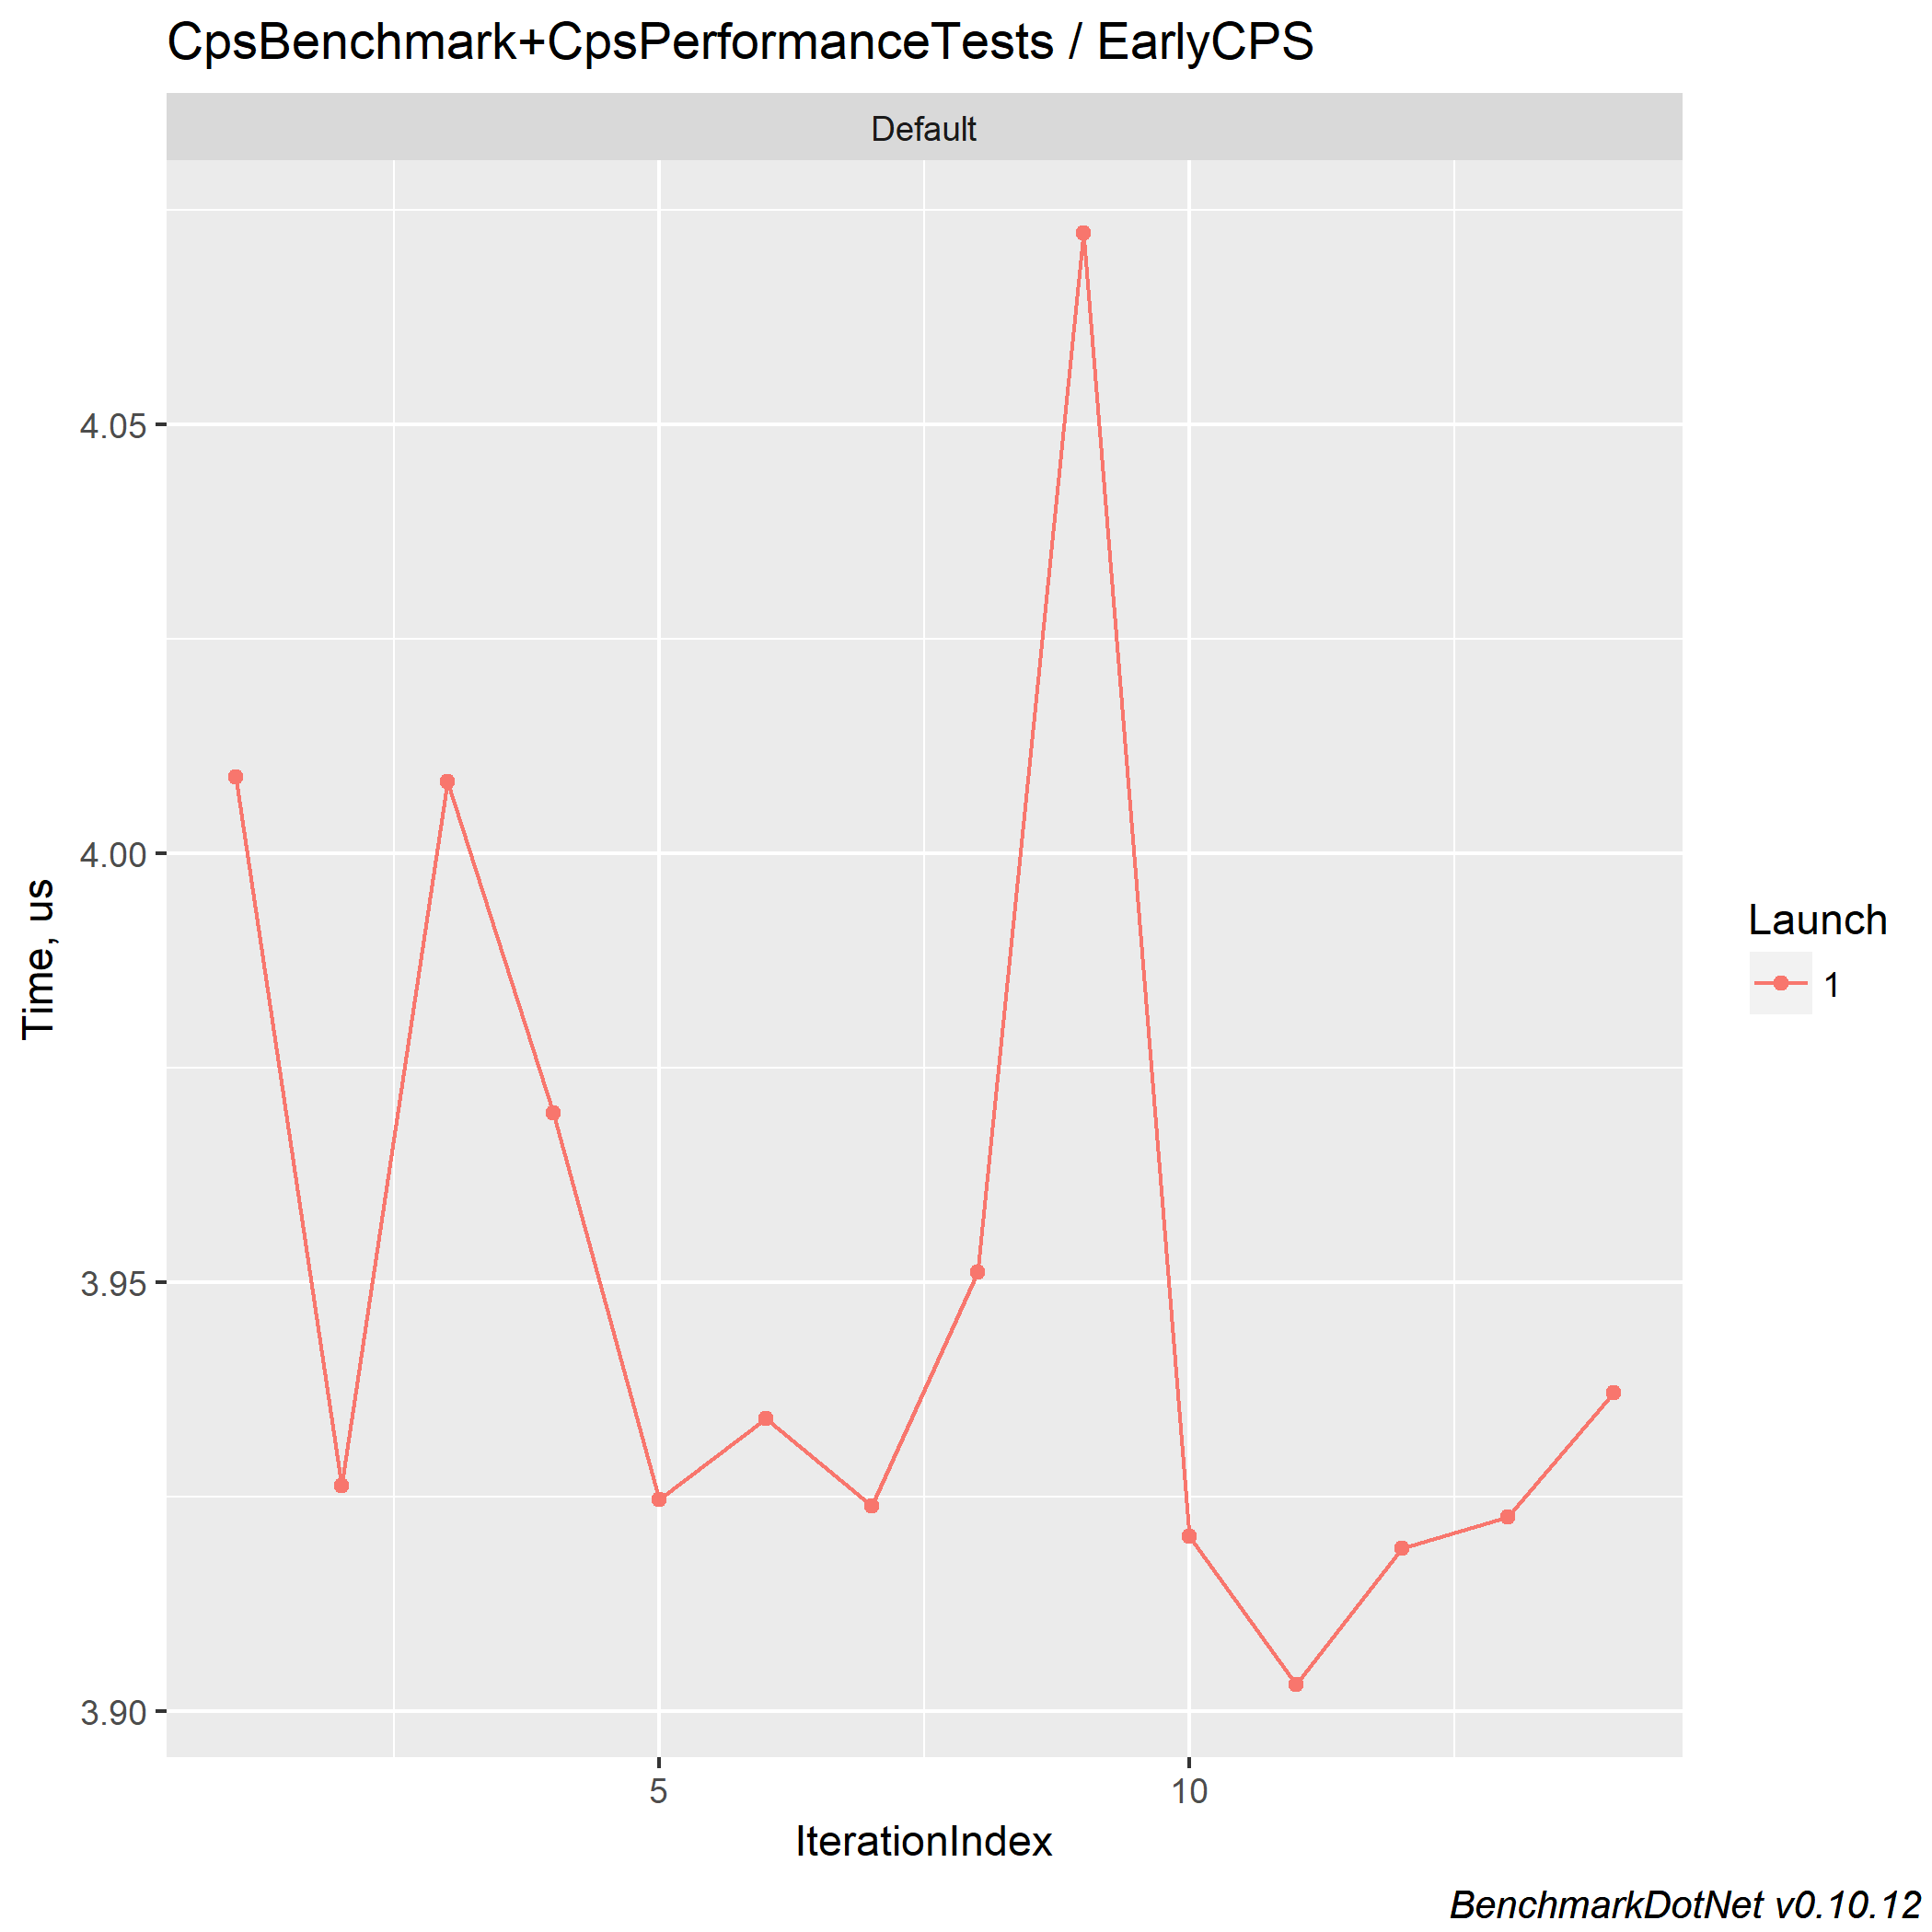 CpsBenchmark+CpsPerformanceTests / EarlyCPS
Default
4.05
4.00
3.95
3.90
Time, us
5
10
IterationIndex
Launch
1
BenchmarkDotNet v0.10.12